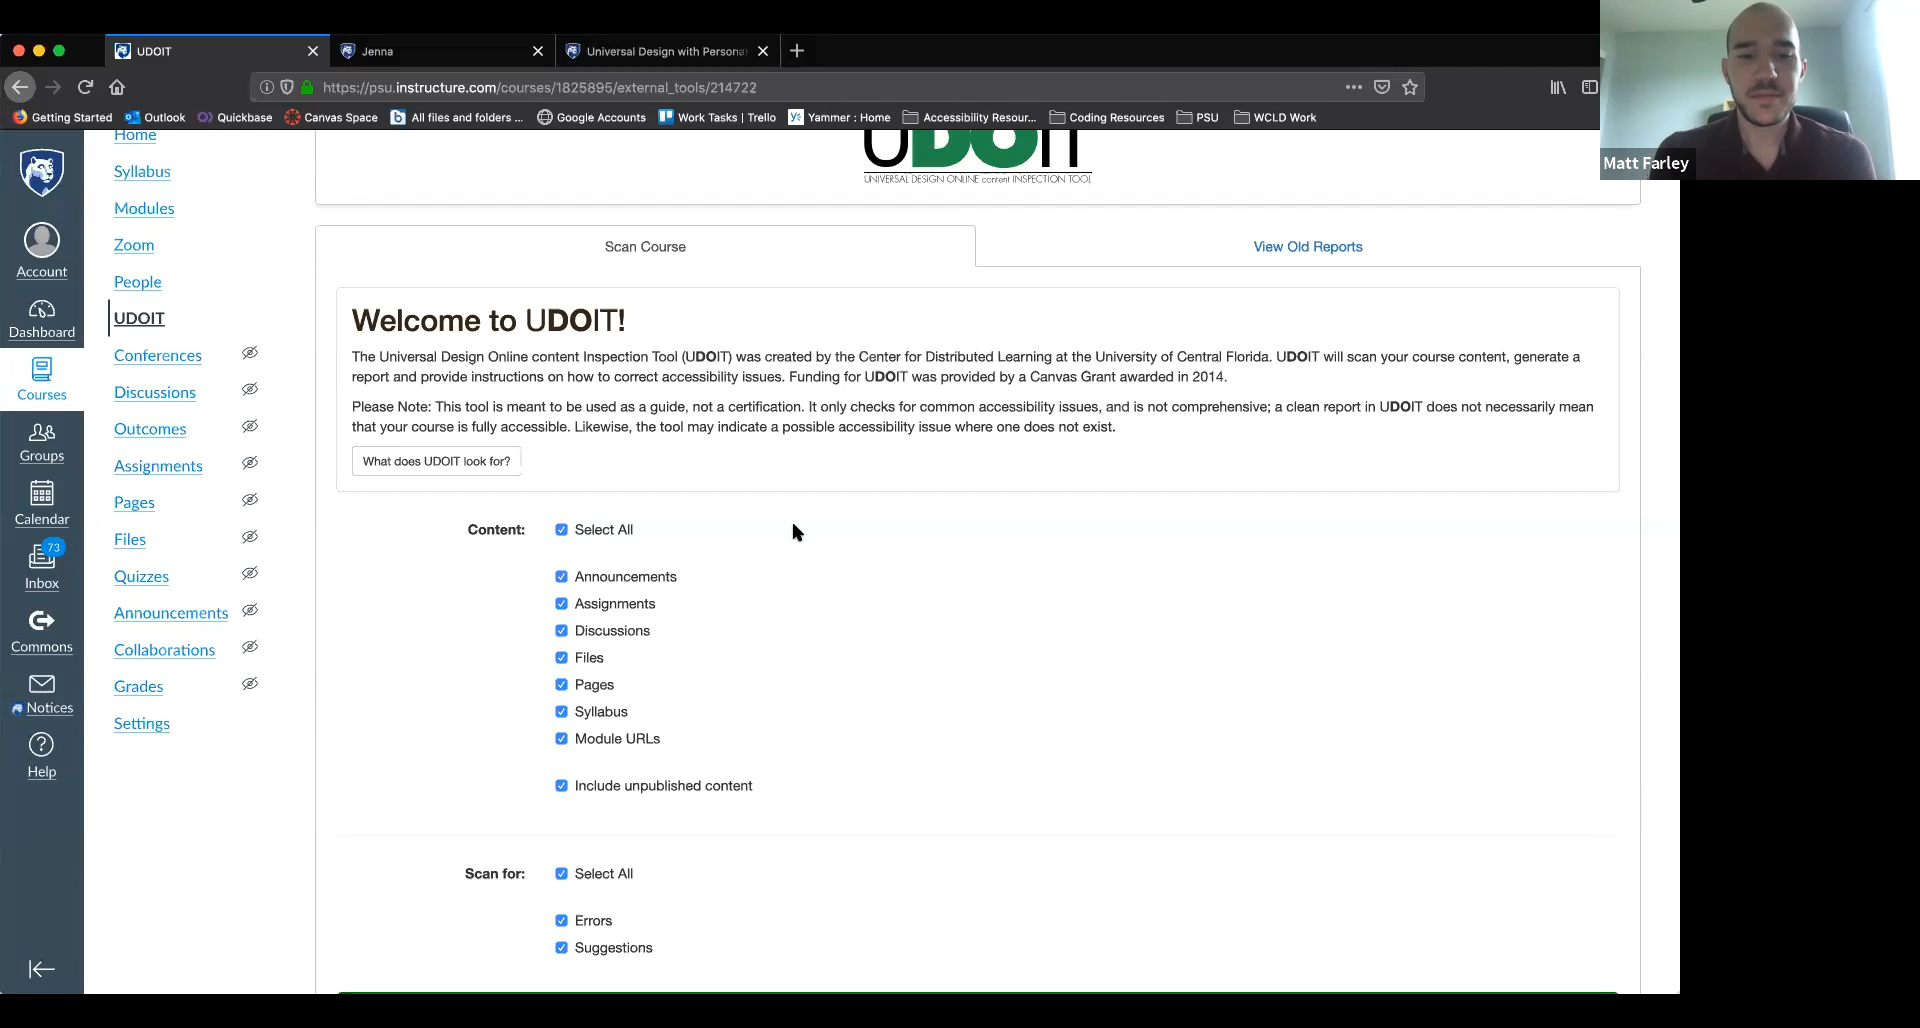 UDOIT
Jenna
Universal Design with Persona
https://psu.instructure.com/courses/1825895/external_tools/214722
Getting Started
Outlook
Quickbase
Canvas Space
All files and folders ...
Google Accounts
Work Tasks | Trello
Yammer : Home
Accessibility Resour...
Coding Resources
PSU
WCLD Work
Matt Farley
Account
Dashboard
Courses
Groups
Calendar
73
Inbox
Commons
Notices
Help
Home
Syllabus
Modules
Zoom
People
UDOIT
Conferences
Discussions
Outcomes
Assignments
Pages
Files
Quizzes
Announcements
Collaborations
Grades
Settings
UDOIT
UNIVERSAL DESIGN ONLINE content INSPECTION TOOL
Scan Course
View Old Reports
Welcome to UDOIT!
The Universal Design Online content Inspection Tool (UDOIT) was created by the Center for Distributed Learning at the University of Central Florida. UDOIT will scan your course content, generate a
report and provide instructions on how to correct accessibility issues. Funding for UDOIT was provided by a Canvas Grant awarded in 2014.
Please Note: This tool is meant to be used as a guide, not a certification. It only checks for common accessibility issues, and is not comprehensive; a clean report in UDOIT does not necessarily mean
that your course is fully accessible. Likewise, the tool may indicate a possible accessibility issue where one does not exist.
What does UDOIT look for?
Content:
Select All
Announcements
Assignments
Discussions
Files
Pages
Syllabus
Module URLs
Include unpublished content
Scan for:
Select All
Errors
Suggestions